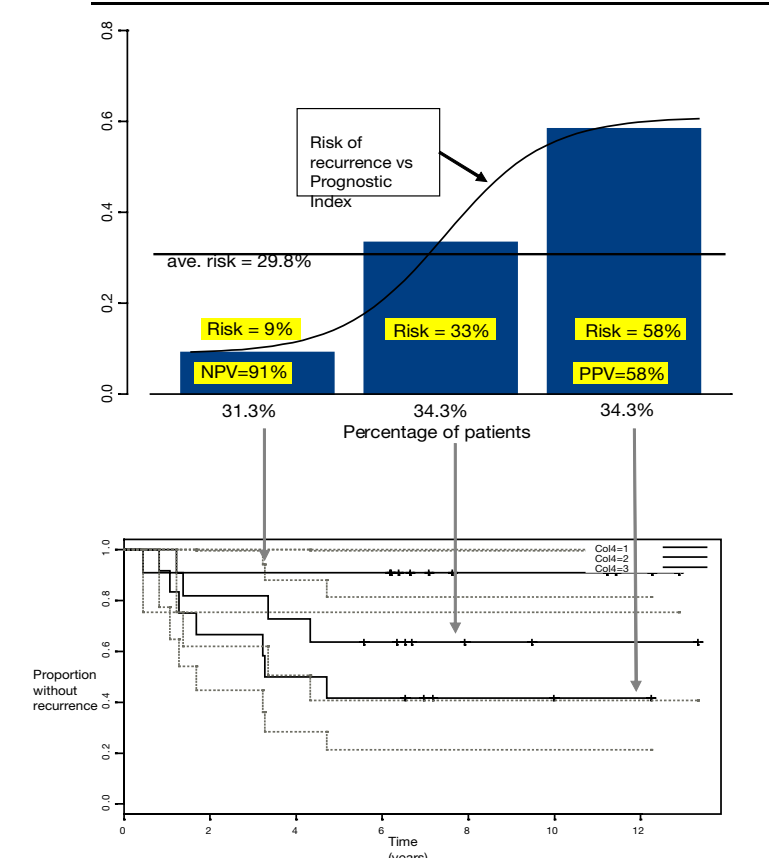 0.8
0.6
0.4
0.2
0.0
Risk of
recurrence vs
Prognostic
Index
ave. risk = 29.8%
Risk = 9%
Risk = 33%
Risk = 58%
NPV=91%
PPV=58%
31.3%
34.3%
34.3%
Percentage of patients
1.0
0.8
0.6
0.4
0.2
0.0
Col4=1
Col4=2
Col4=3
Proportion
without
recurrence
0
2
4
6
8
10
12
Time
(years)